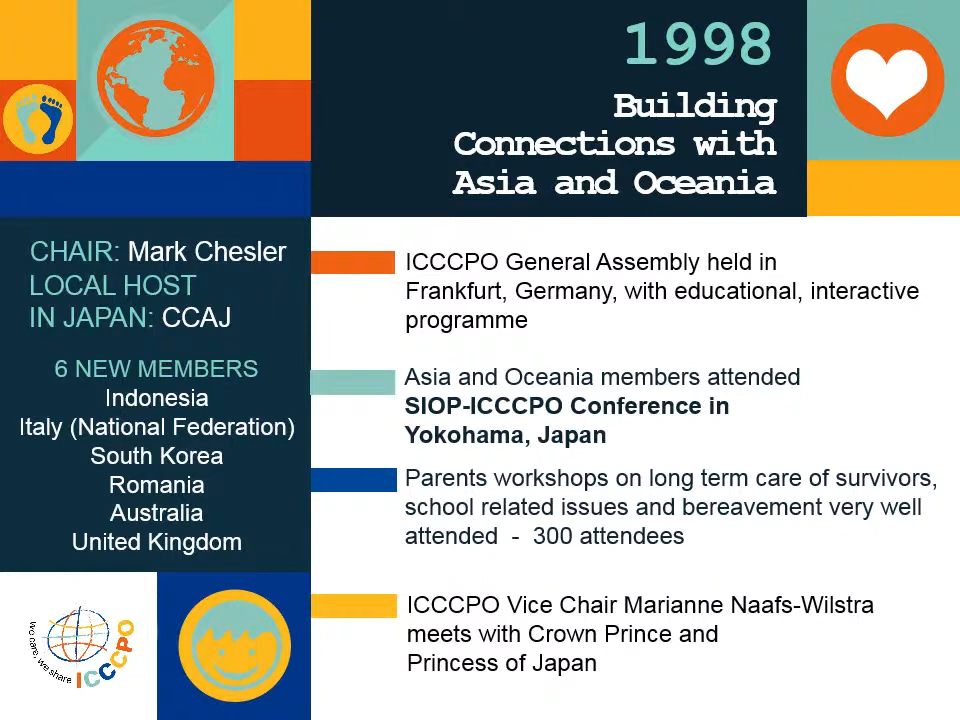 1998
Building
Connections with
Asia and Oceania
CHAIR: Mark Chesler
LOCAL HOST
IN JAPAN: CCAJ
6 NEW MEMBERS
Indonesia
Italy (National Federation)
South Korea
Romania
Australia
United Kingdom
ICCCPO General Assembly held in
Frankfurt, Germany, with educational, interactive
programme
Asia and Oceania members attended
SIOP-ICCCPO Conference in
Yokohama, Japan
Parents workshops on long term care of survivors,
school related issues and bereavement very well
attended - 300 attendees
ICCCPO Vice Chair Marianne Naafs-Wilstra
meets with Crown Prince and
Princess of Japan
We care, we share
ICCCPO